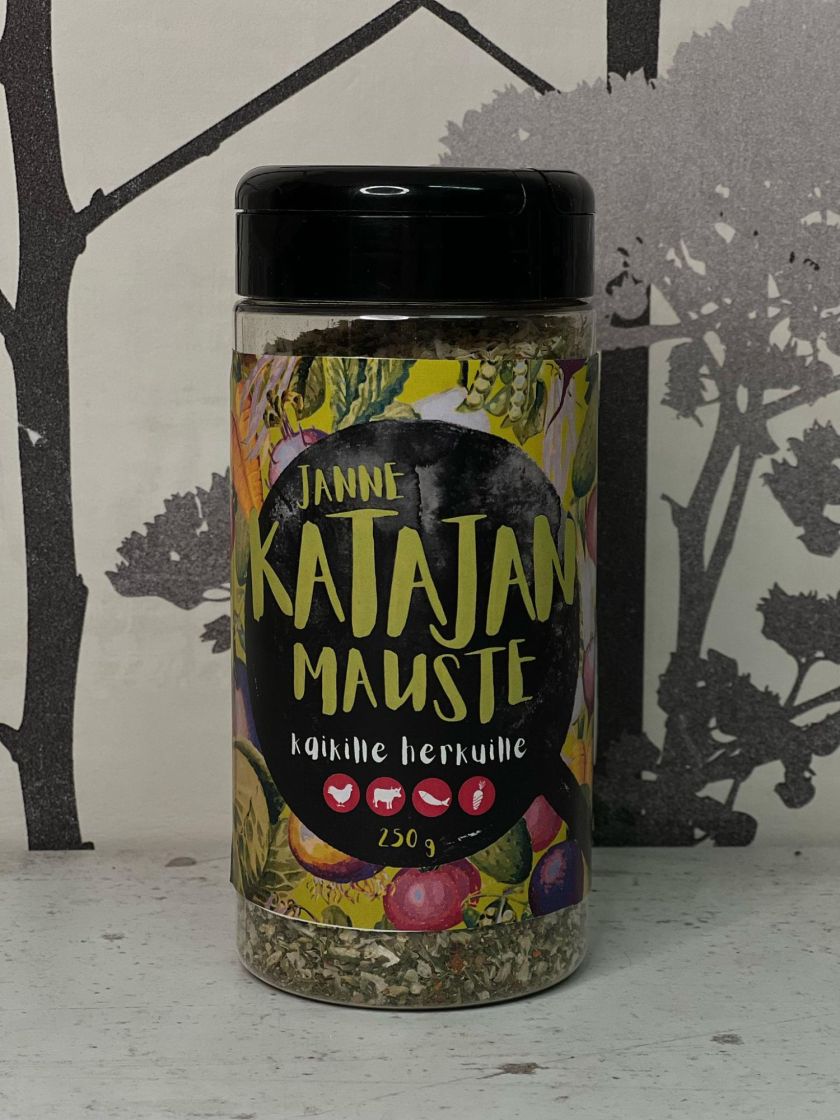 JANNE
KATAJAN
MAUSTE
kaikille herkuille
250 g